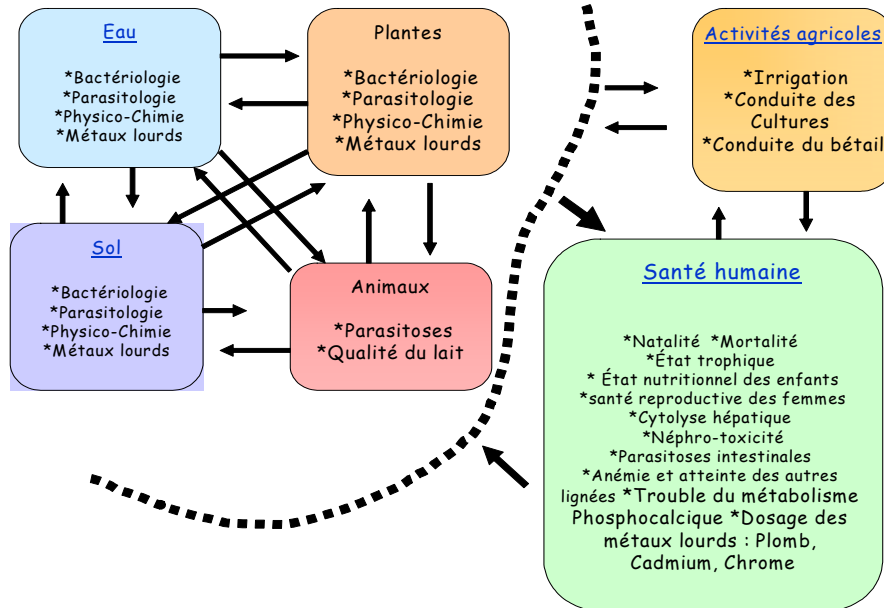 Eau
*Bactériologie
*Parasitologie
*Physico-Chimie
*Métaux lourds
Plantes
*Bactériologie
*Parasitologie
*Physico-Chimie
*Métaux lourds
Activités agricoles
*Irrigation
*Conduite des
Cultures
*Conduite du bétail
Sol
*Bactériologie
*Parasitologie
*Physico-Chimie
*Métaux lourds
Animaux
*Parasitoses
*Qualité du lait
Santé humaine
*Natalité *Mortalité
*État trophique
* État nutritionnel des enfants
*santé reproductive des femmes
*Cytolyse hépatique
*Néphro-toxicité
*Parasitoses intestinales
*Anémie et atteinte des autres
lignées *Trouble du métabolisme
Phosphocalcique *Dosage des
métaux lourds : Plomb,
Cadmium, Chrome